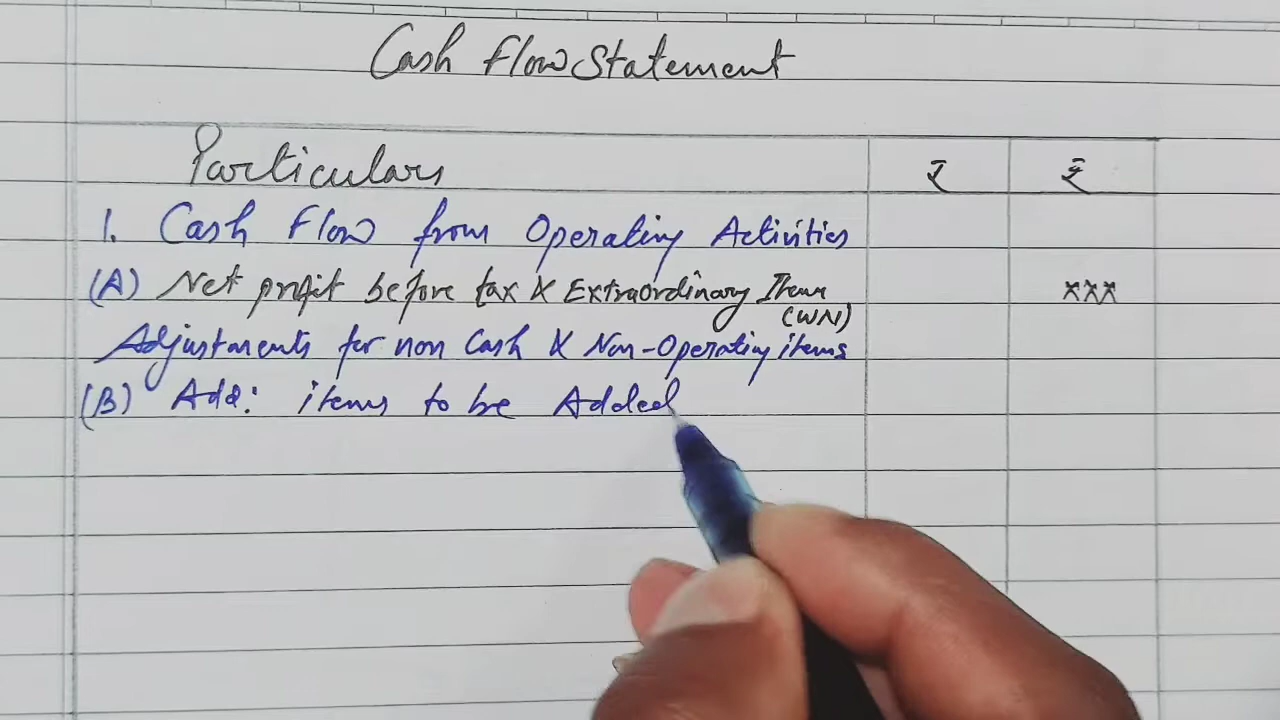 Cash Flow Statement
Particulars ₹ ₹
1. Cash Flow from Operating Activities
(A) Net profit before tax & Extraordinary Items xxx
(WN)
Adjustments for non Cash & Non-Operating items
(B) Add: items to be Added